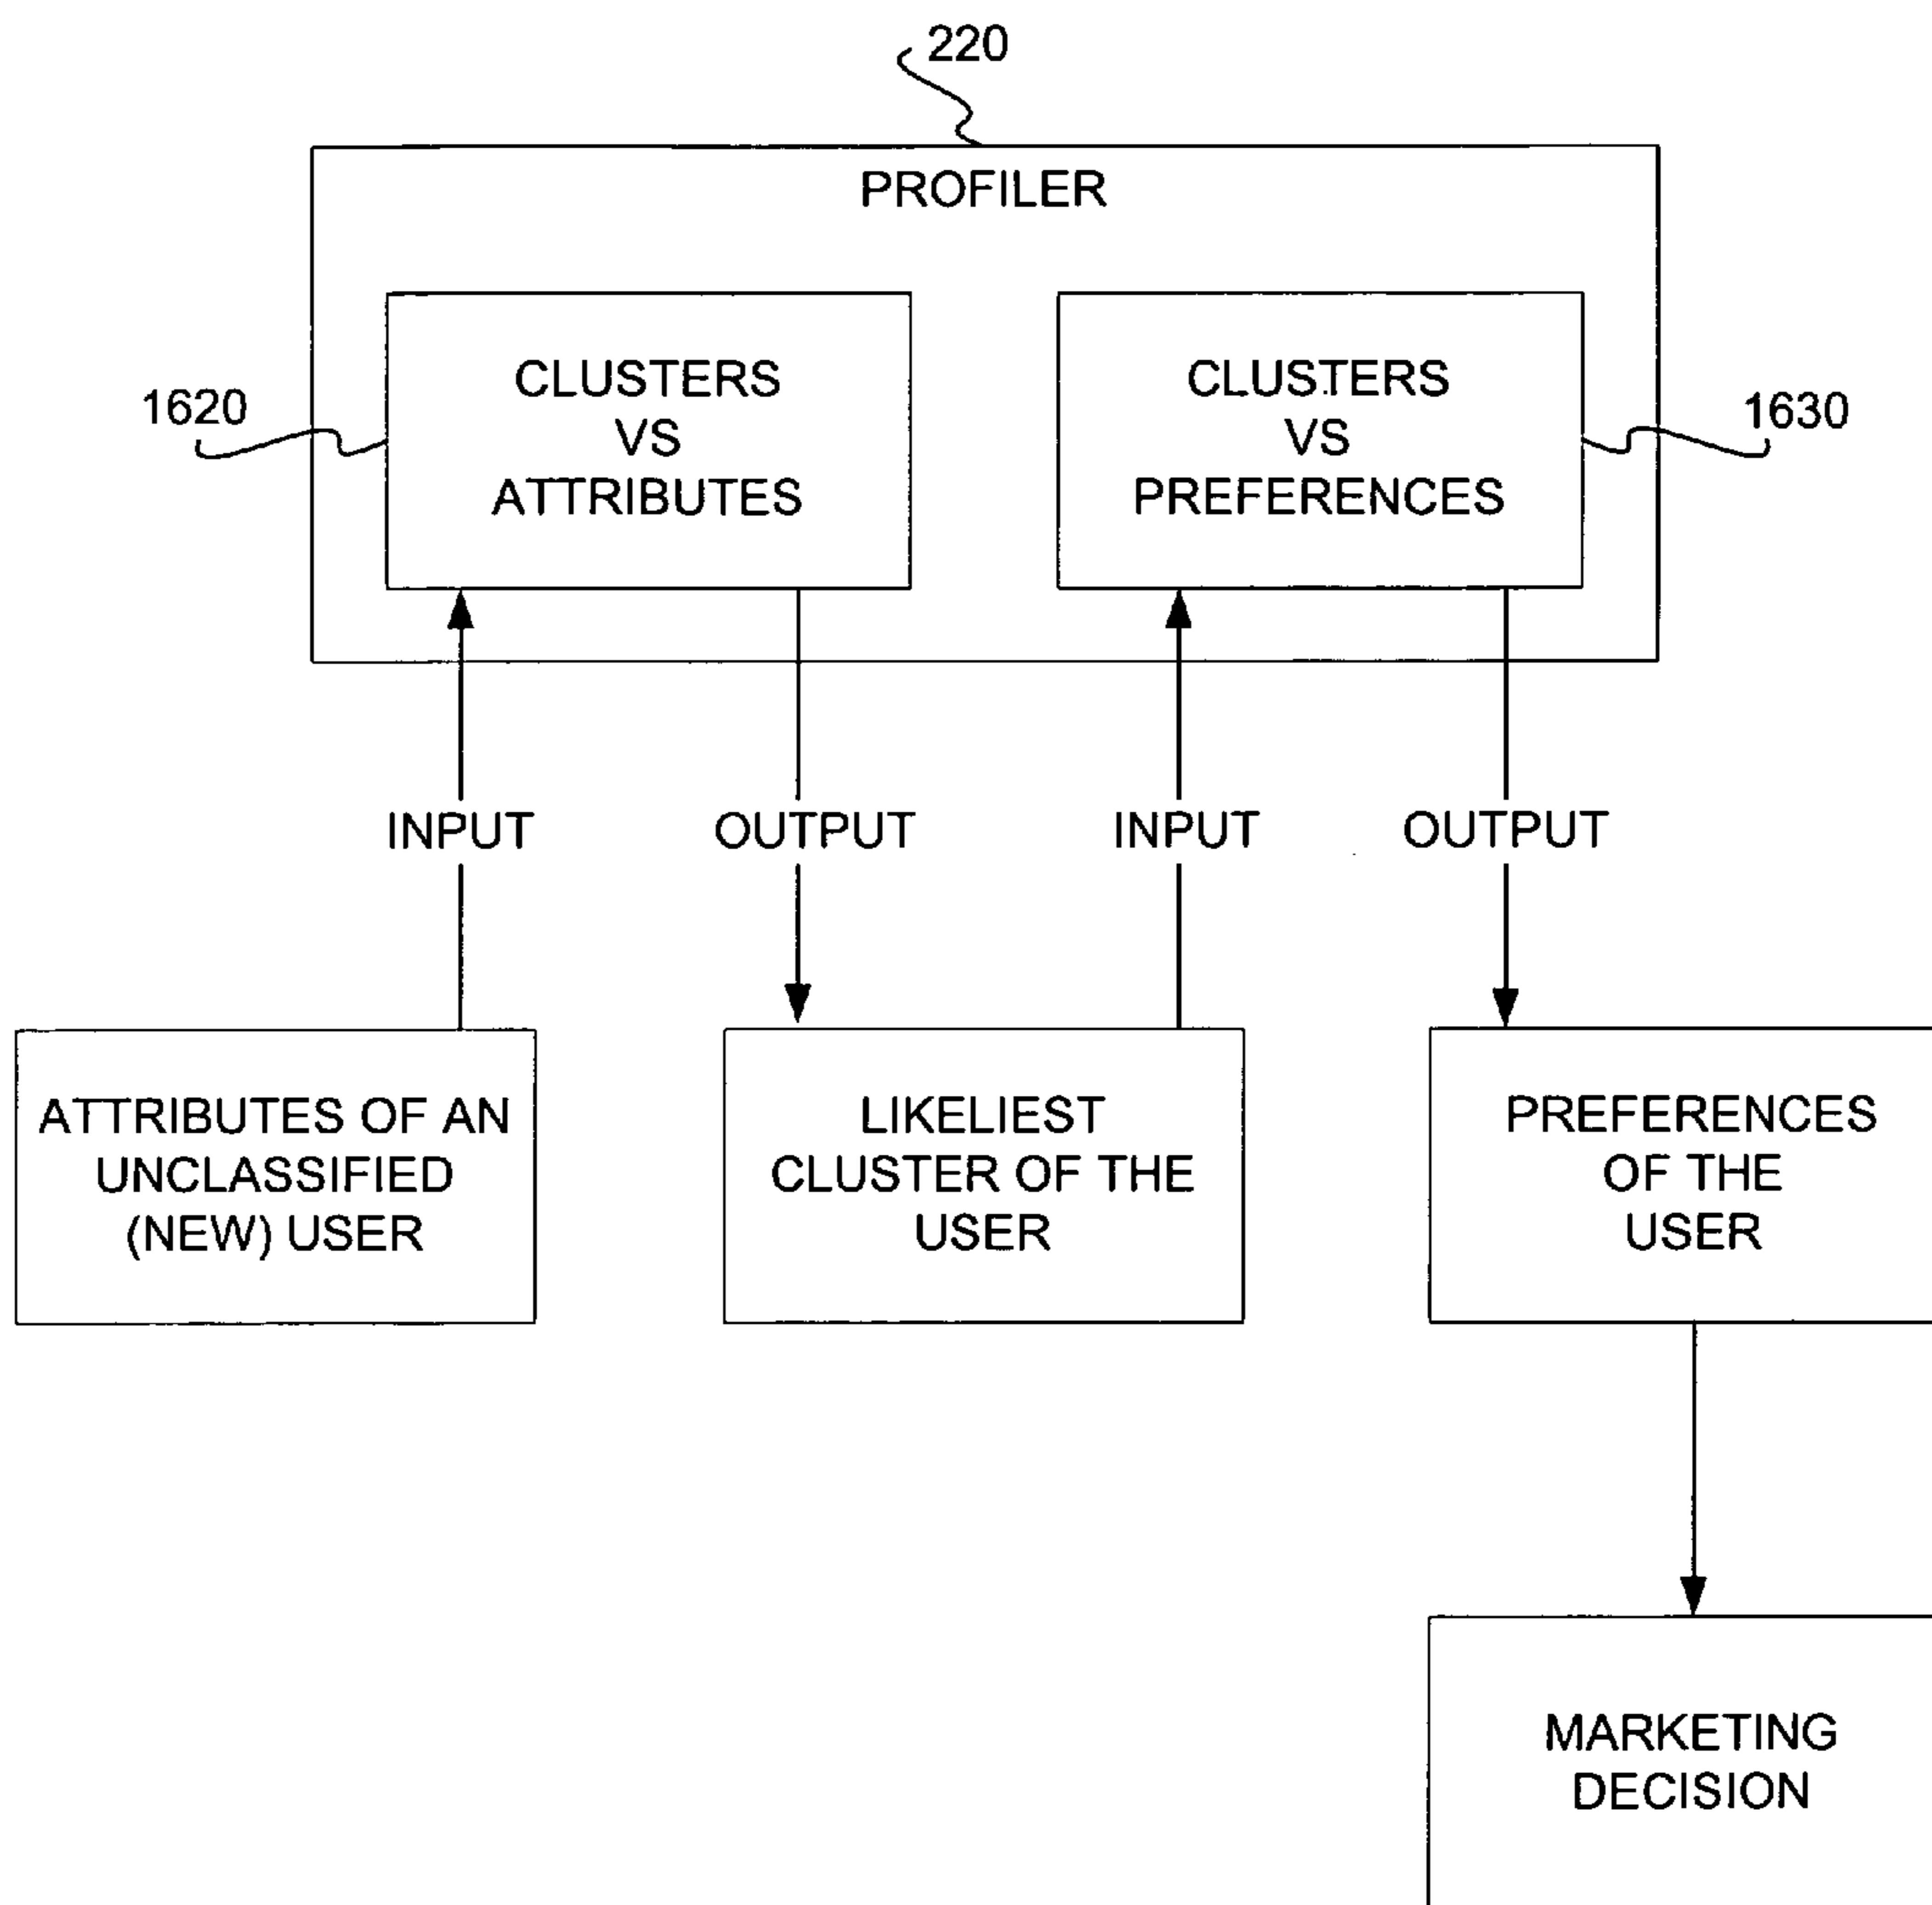 220
PROFILER
CLUSTERS
VS
ATTRIBUTES
CLUSTERS
VS
PREFERENCES
1620
1630
INPUT
OUTPUT
INPUT
OUTPUT
ATTRIBUTES OF AN
UNCLASSIFIED
(NEW) USER
LIKELIEST
CLUSTER OF THE
USER
PREFERENCES
OF THE
USER
MARKETING
DECISION